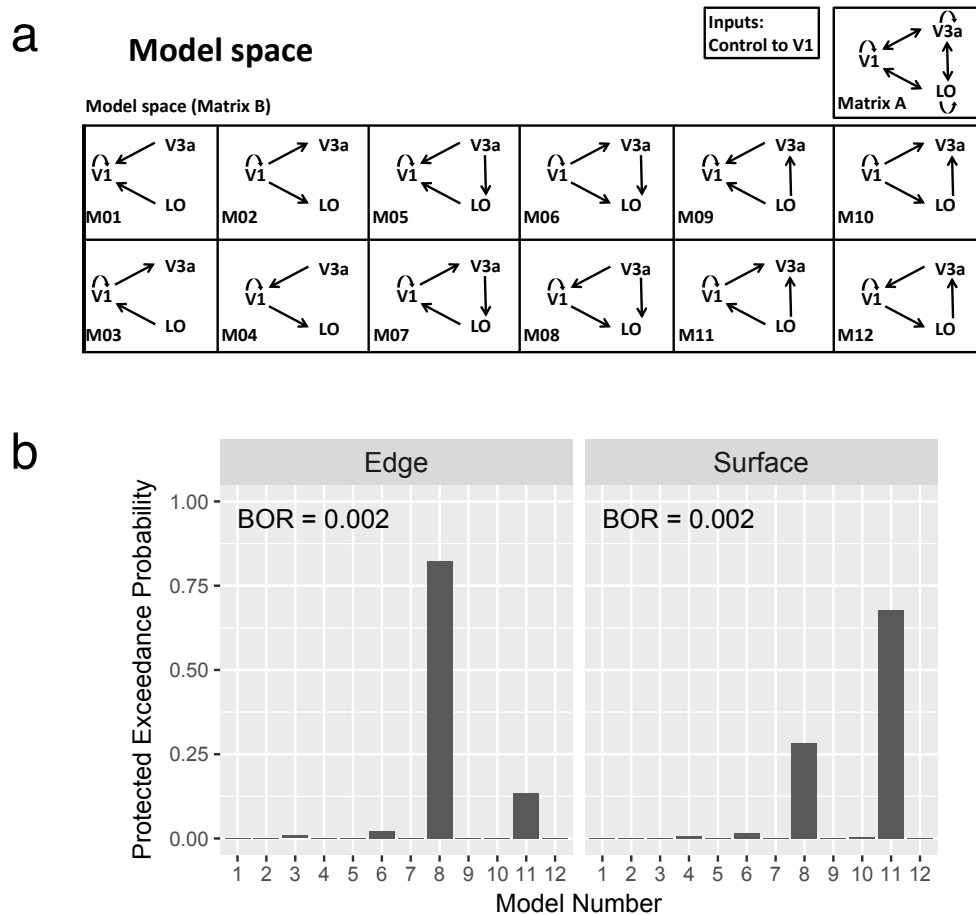 a
Model space
Inputs:
Control to V1
V3a
V1
LO
Matrix A
Model space (Matrix B)
V3a
V1
LO
M01
V3a
V1
LO
M02
V3a
V1
LO
M05
V3a
V1
LO
M06
V3a
V1
LO
M09
V3a
V1
LO
M10
V3a
V1
LO
M03
V3a
V1
LO
M04
V3a
V1
LO
M07
V3a
V1
LO
M08
V3a
V1
LO
M11
V3a
V1
LO
M12
b
Edge
Surface
Protected Exceedance Probability
1.00
0.75
0.50
0.25
0.00
BOR = 0.002
BOR = 0.002
1 2 3 4 5 6 7 8 9 10 11 12
1 2 3 4 5 6 7 8 9 10 11 12
Model Number